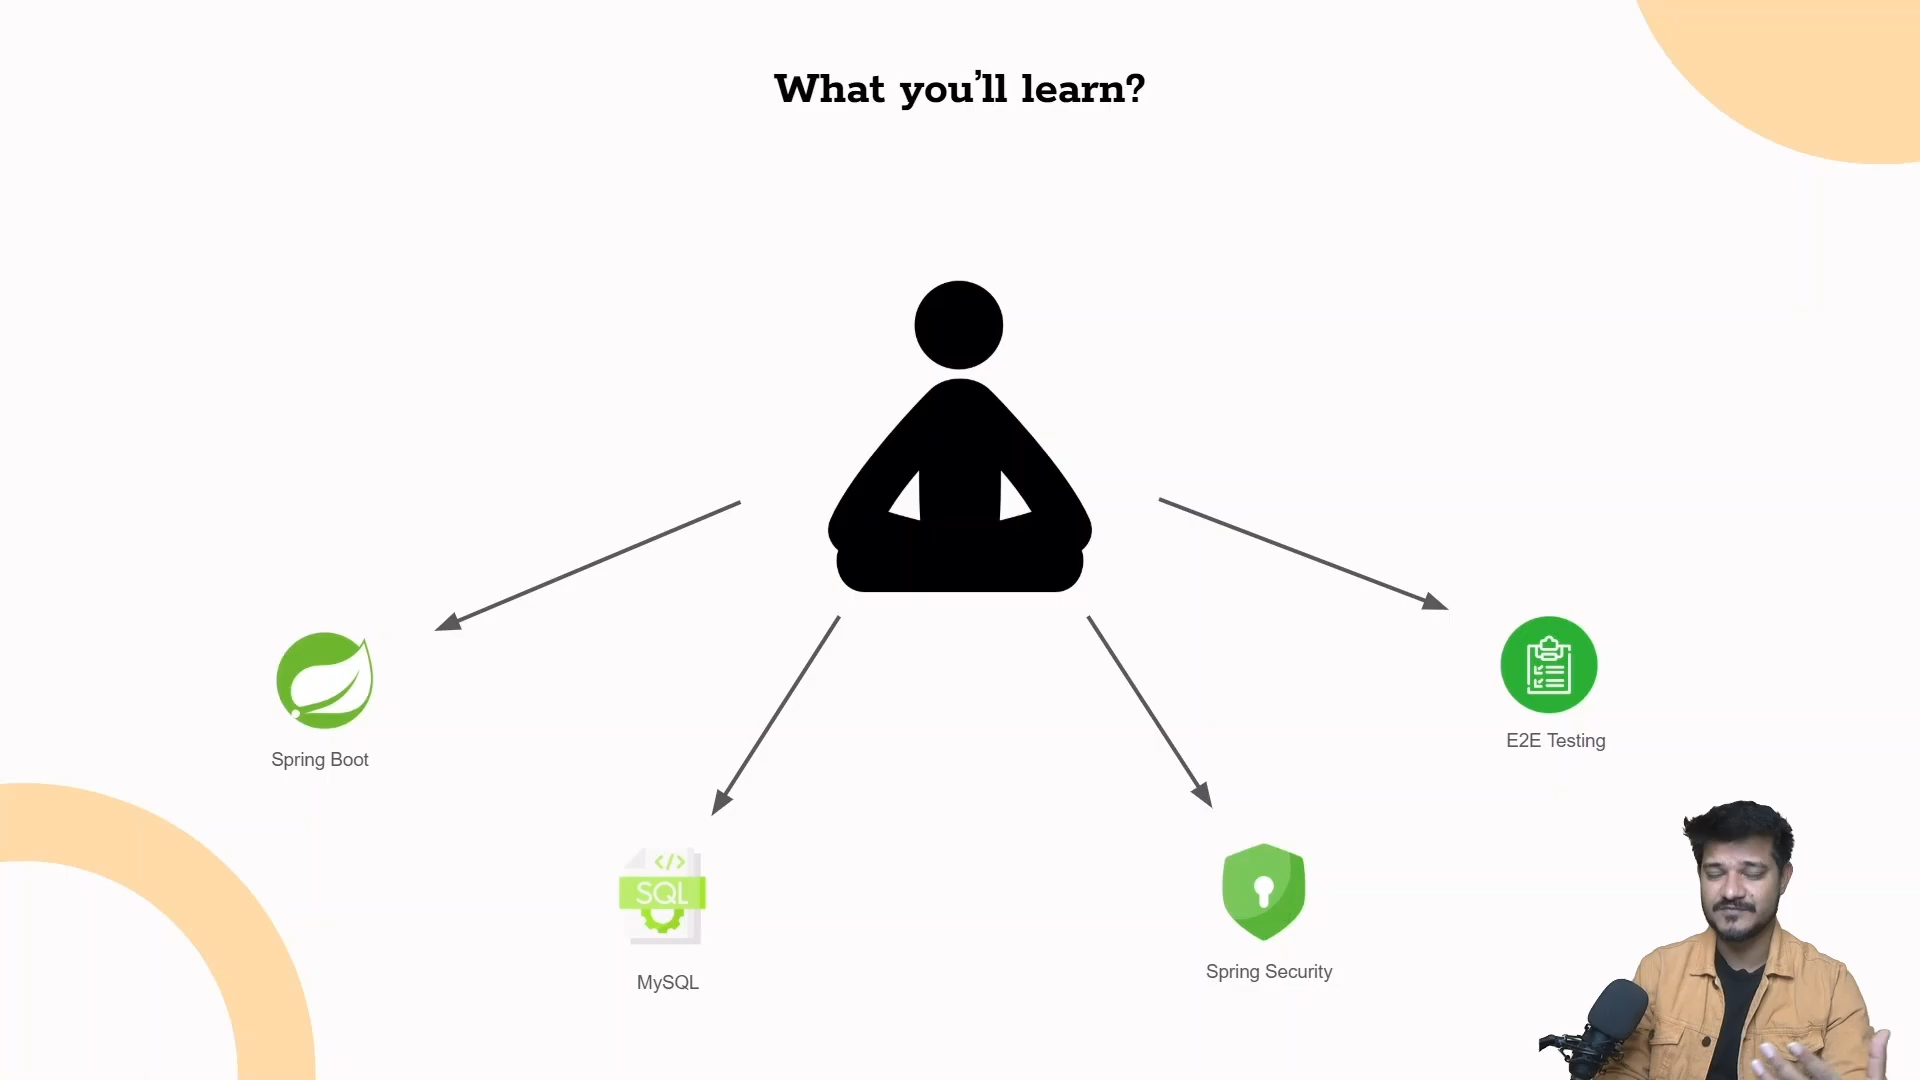 What you'll learn?
Spring Boot
E2E Testing
</>
SQL
MySQL
Spring Security